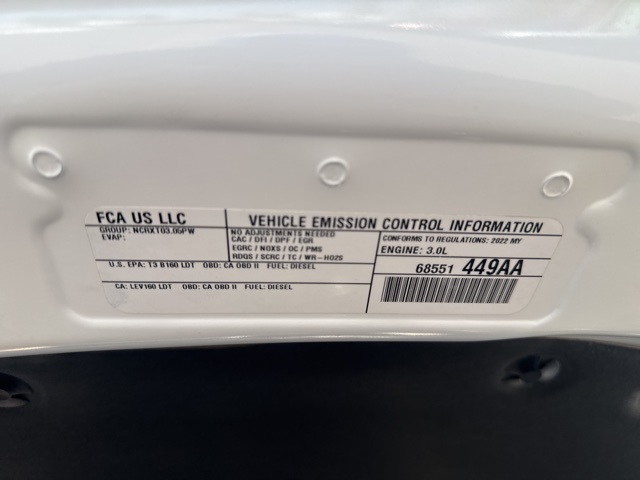 FCA US LLC
VEHICLE EMISSION CONTROL INFORMATION
GROUP: NCRXT03.05PW
EVAP:
NO ADJUSTMENTS NEEDED
CAC / DFI / DPF / EGR
EGRC / NOXS / OC / PMS
RDQS / SCRC / TC / WR-HO2S
CONFORMS TO REGULATIONS: 2022 MY
ENGINE: 3.0L
U.S. EPA: T3 B160 LDT OBD: CA OBD II FUEL: DIESEL
CA: LEV160 LDT OBD: CA OBD II FUEL: DIESEL
68551 449AA